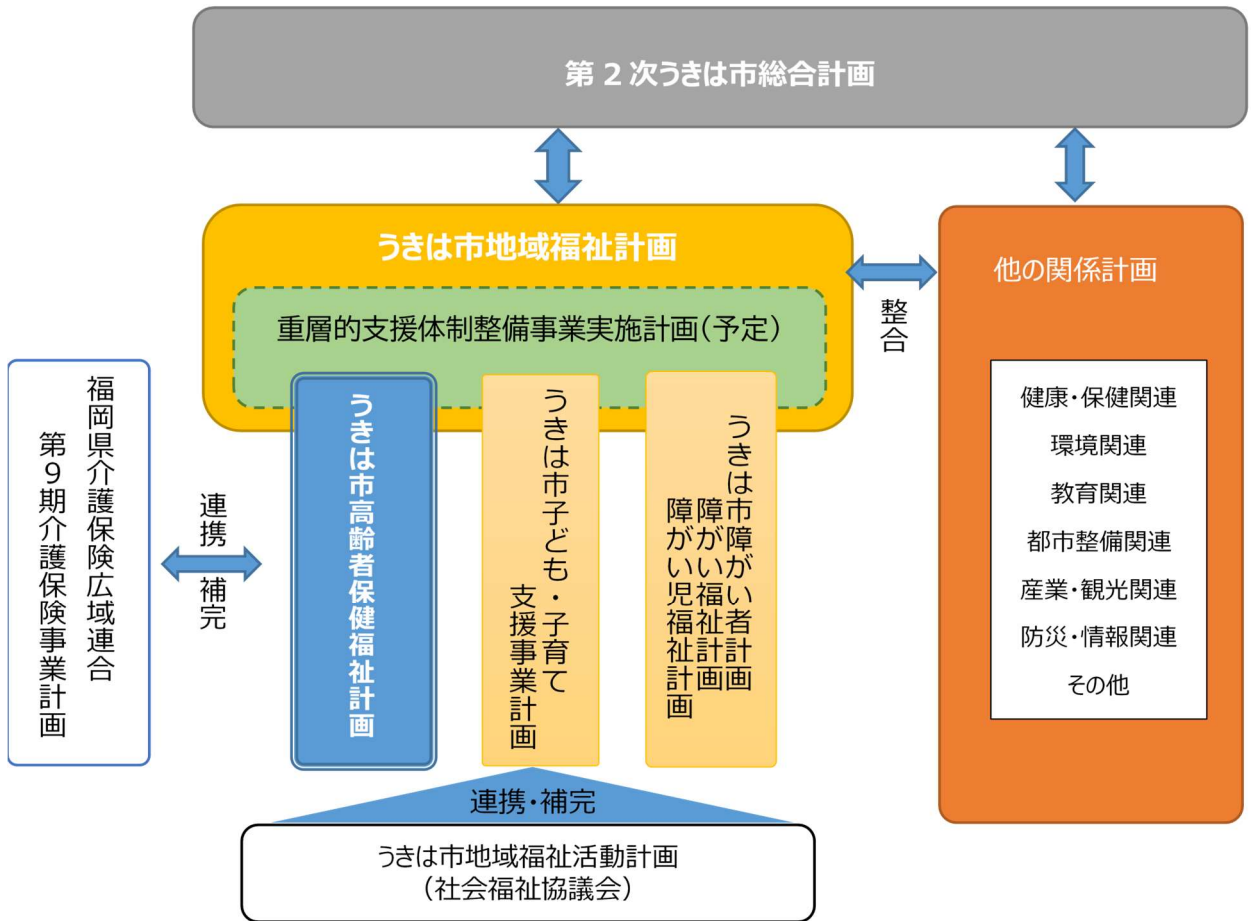 第2次うきは市総合計画
うきは市地域福祉計画
重層的支援体制整備事業実施計画（予定）
整合
他の関係計画
健康・保健関連
環境関連
教育関連
都市整備関連
産業・観光関連
防災・情報関連
その他
福岡県介護保険広域連合
第9期介護保険事業計画
連携
補完
うきは市高齢者保健福祉計画
うきは市子ども・子育て
支援事業計画
うきは市障がい者計画
障がい福祉計画
障がい児福祉計画
連携・補完
うきは市地域福祉活動計画
（社会福祉協議会）